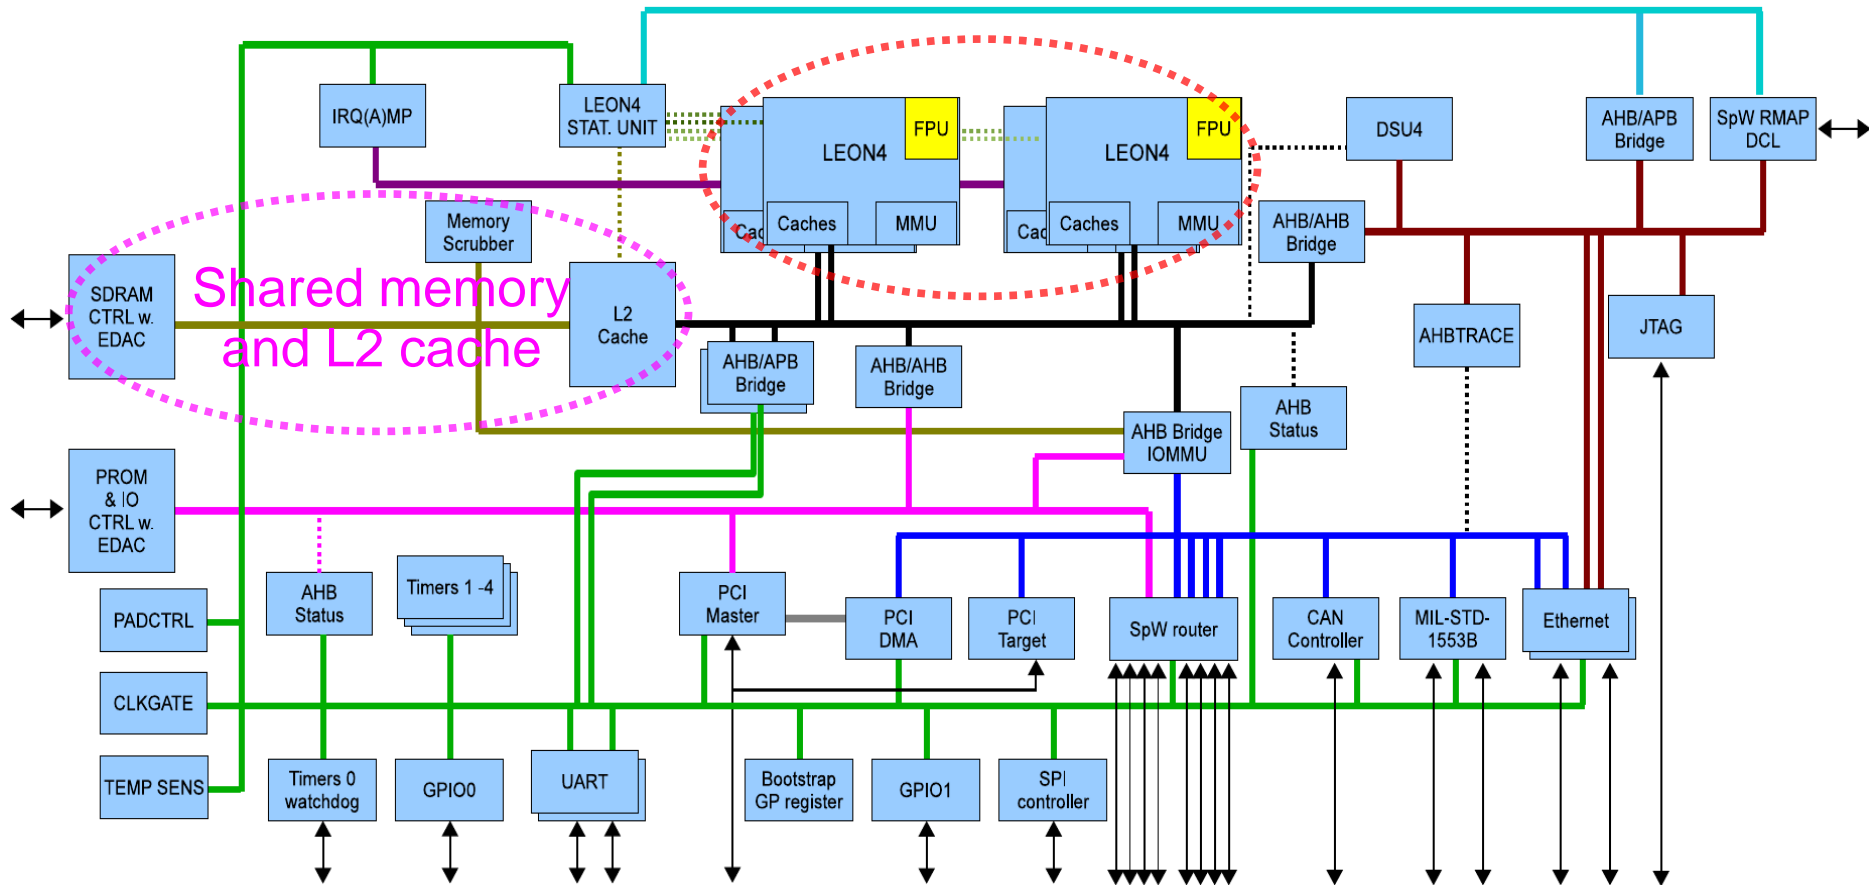 IRQ(A)MP
LEON4
STAT. UNIT
LEON4
FPU
Caches
MMU
Cac
LEON4
FPU
Caches
MMU
Cac
DSU4
AHB/APB
Bridge
SpW RMAP
DCL
Memory
Scrubber
AHB/AHB
Bridge
SDRAM
CTRL w.
EDAC
Shared memory
and L2 cache
L2
Cache
AHB/APB
Bridge
AHB/AHB
Bridge
AHBTRACE
JTAG
AHB
Status
AHB Bridge
IOMMU
PROM
& IO
CTRL w.
EDAC
AHB
Status
Timers 1 -4
PCI
Master
PCI
DMA
PCI
Target
SpW router
CAN
Controller
MIL-STD-
1553B
Ethernet
PADCTRL
CLKGATE
TEMP SENS
Timers 0
watchdog
GPIO0
UART
Bootstrap
GP register
GPIO1
SPI
controller